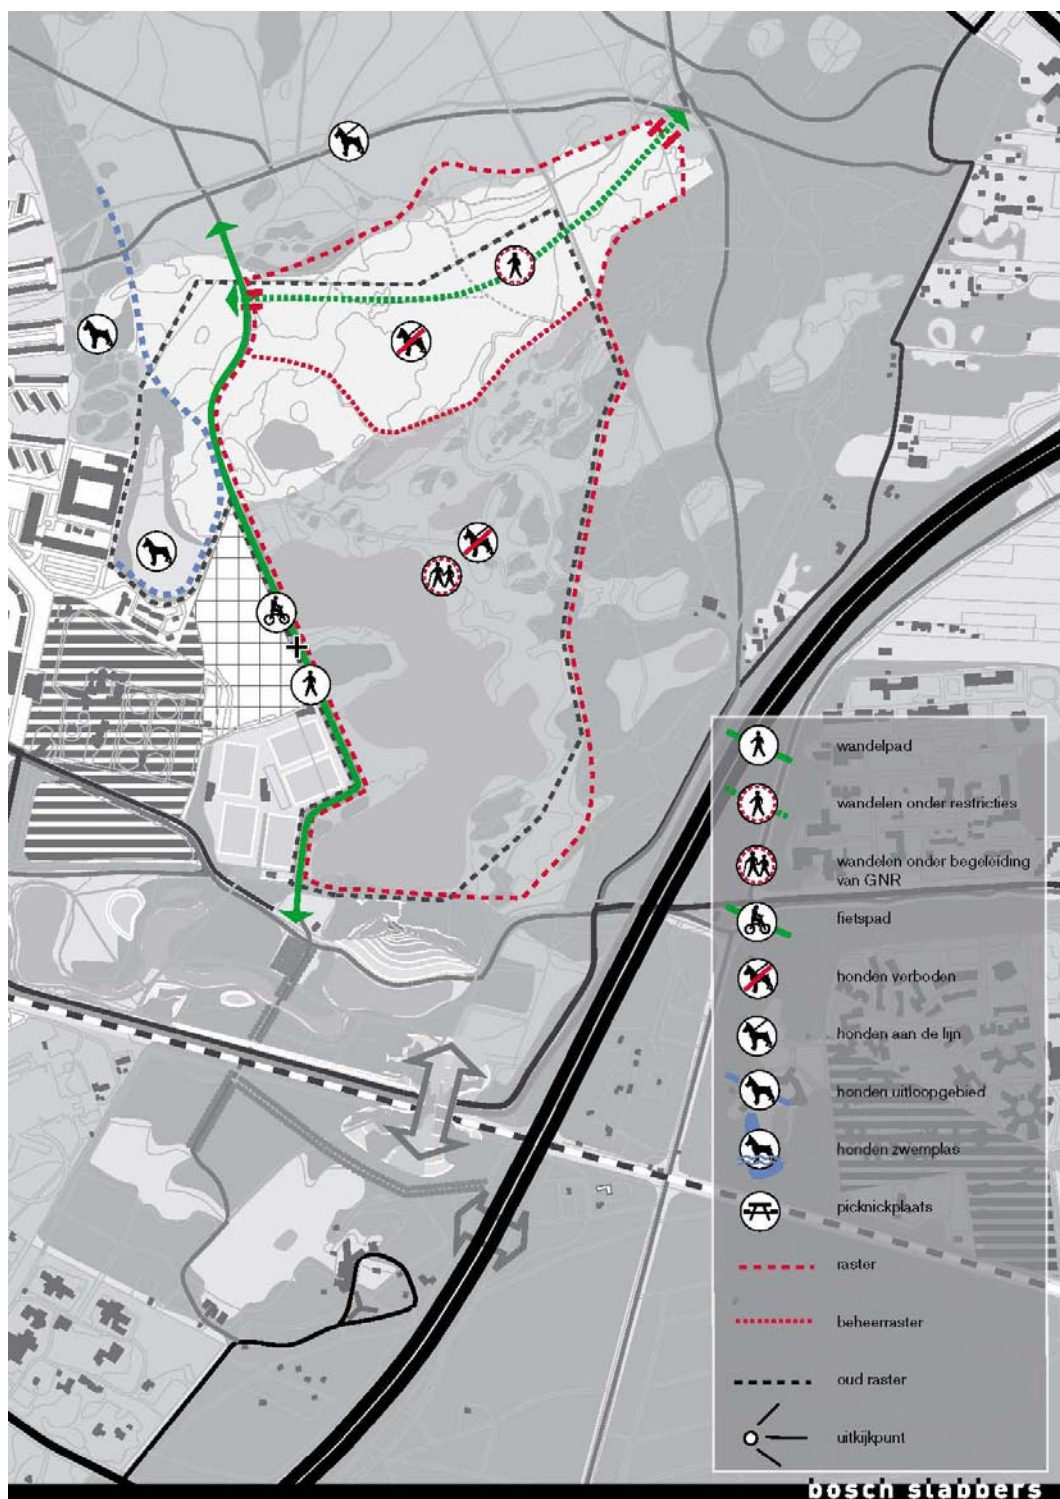 wandelpad
wandelen onder restricties
wandelen onder begeleiding
van GNR
fietspad
honden verboden
honden aan de lijn
honden uitloopgebied
honden zwemplas
picknickplaats
raster
beheerraster
oud raster
uitkijkpunt
bosch slabbers